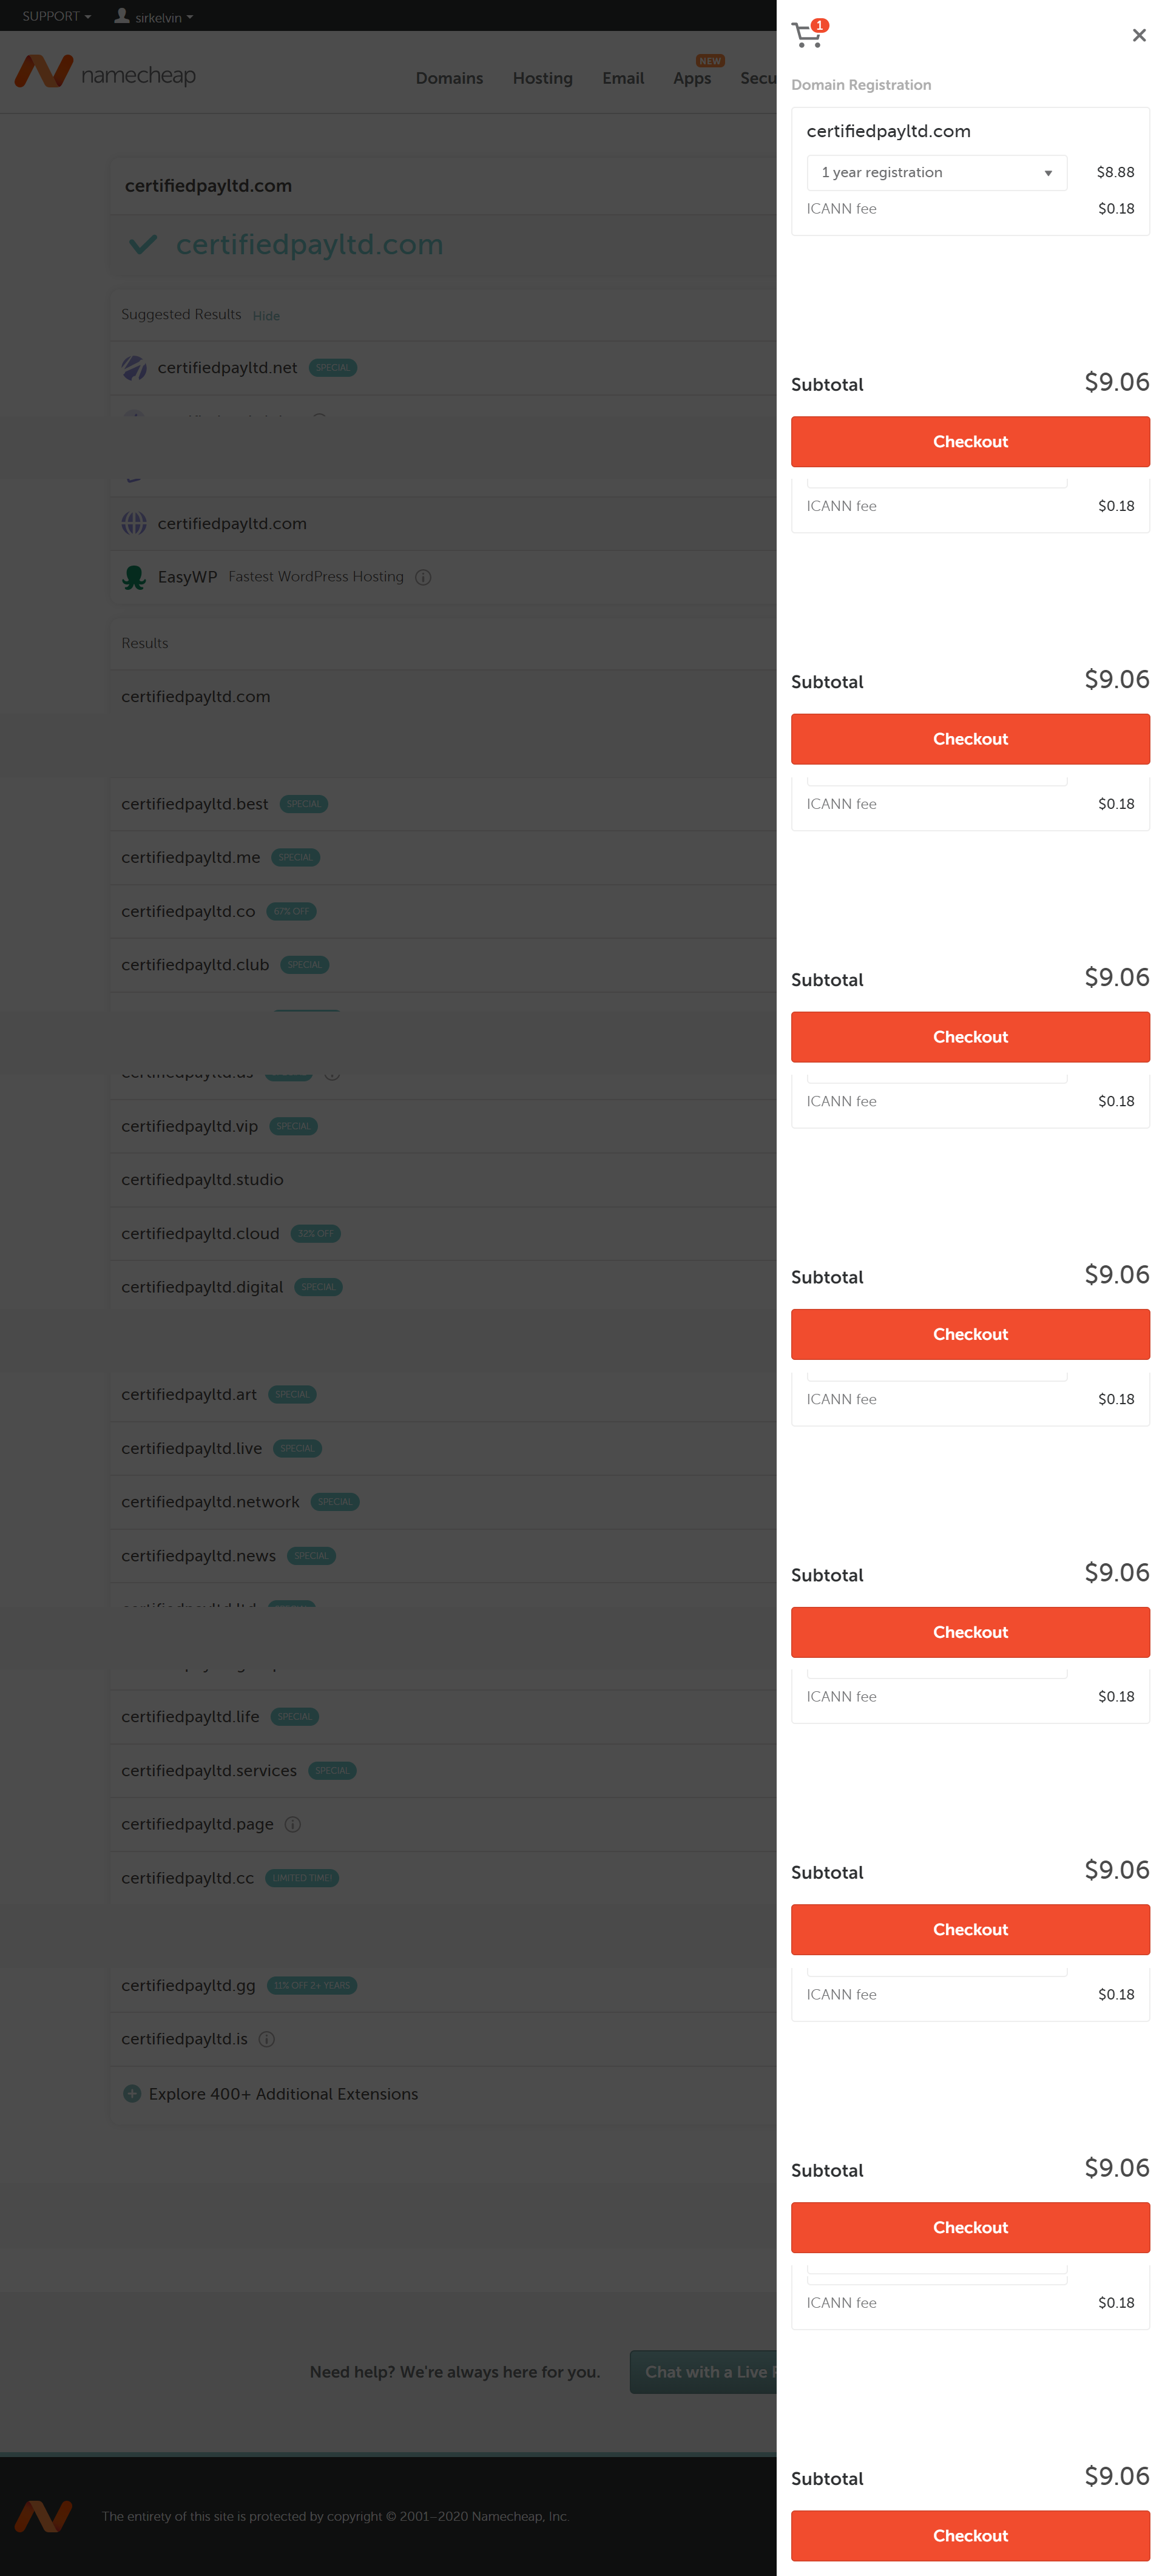 SUPPORT sirkelvin
1
namecheap
Domains Hosting Email Apps NEW Secu
Domain Registration
certifiedpayltd.com
1 year registration $8.88
ICANN fee $0.18
certifiedpayltd.com
certifiedpayltd.com
Suggested Results Hide
certifiedpayltd.net SPECIAL
Subtotal $9.06
Checkout
ICANN fee $0.18
certifiedpayltd.com
EasyWP Fastest WordPress Hosting
Results
Subtotal $9.06
certifiedpayltd.com
Checkout
certifiedpayltd.best SPECIAL
ICANN fee $0.18
certifiedpayltd.me SPECIAL
certifiedpayltd.co 67% OFF
certifiedpayltd.club SPECIAL
Subtotal $9.06
Checkout
certifiedpayltd.us
ICANN fee $0.18
certifiedpayltd.vip SPECIAL
certifiedpayltd.studio
certifiedpayltd.cloud 32% OFF
certifiedpayltd.digital SPECIAL
Subtotal $9.06
Checkout
certifiedpayltd.art SPECIAL
ICANN fee $0.18
certifiedpayltd.live SPECIAL
certifiedpayltd.network SPECIAL
certifiedpayltd.news SPECIAL
Subtotal $9.06
certifiedpayltd.ltd
Checkout
ICANN fee $0.18
certifiedpayltd.life SPECIAL
certifiedpayltd.services SPECIAL
certifiedpayltd.page
certifiedpayltd.cc LIMITED TIME!
Subtotal $9.06
Checkout
certifiedpayltd.gg 11% OFF 2+ YEARS
ICANN fee $0.18
certifiedpayltd.is
Explore 400+ Additional Extensions
Subtotal $9.06
Checkout
ICANN fee $0.18
Need help? We're always here for you. Chat with a Live
Subtotal $9.06
The entirety of this site is protected by copyright © 2001–2020 Namecheap, Inc.
Checkout